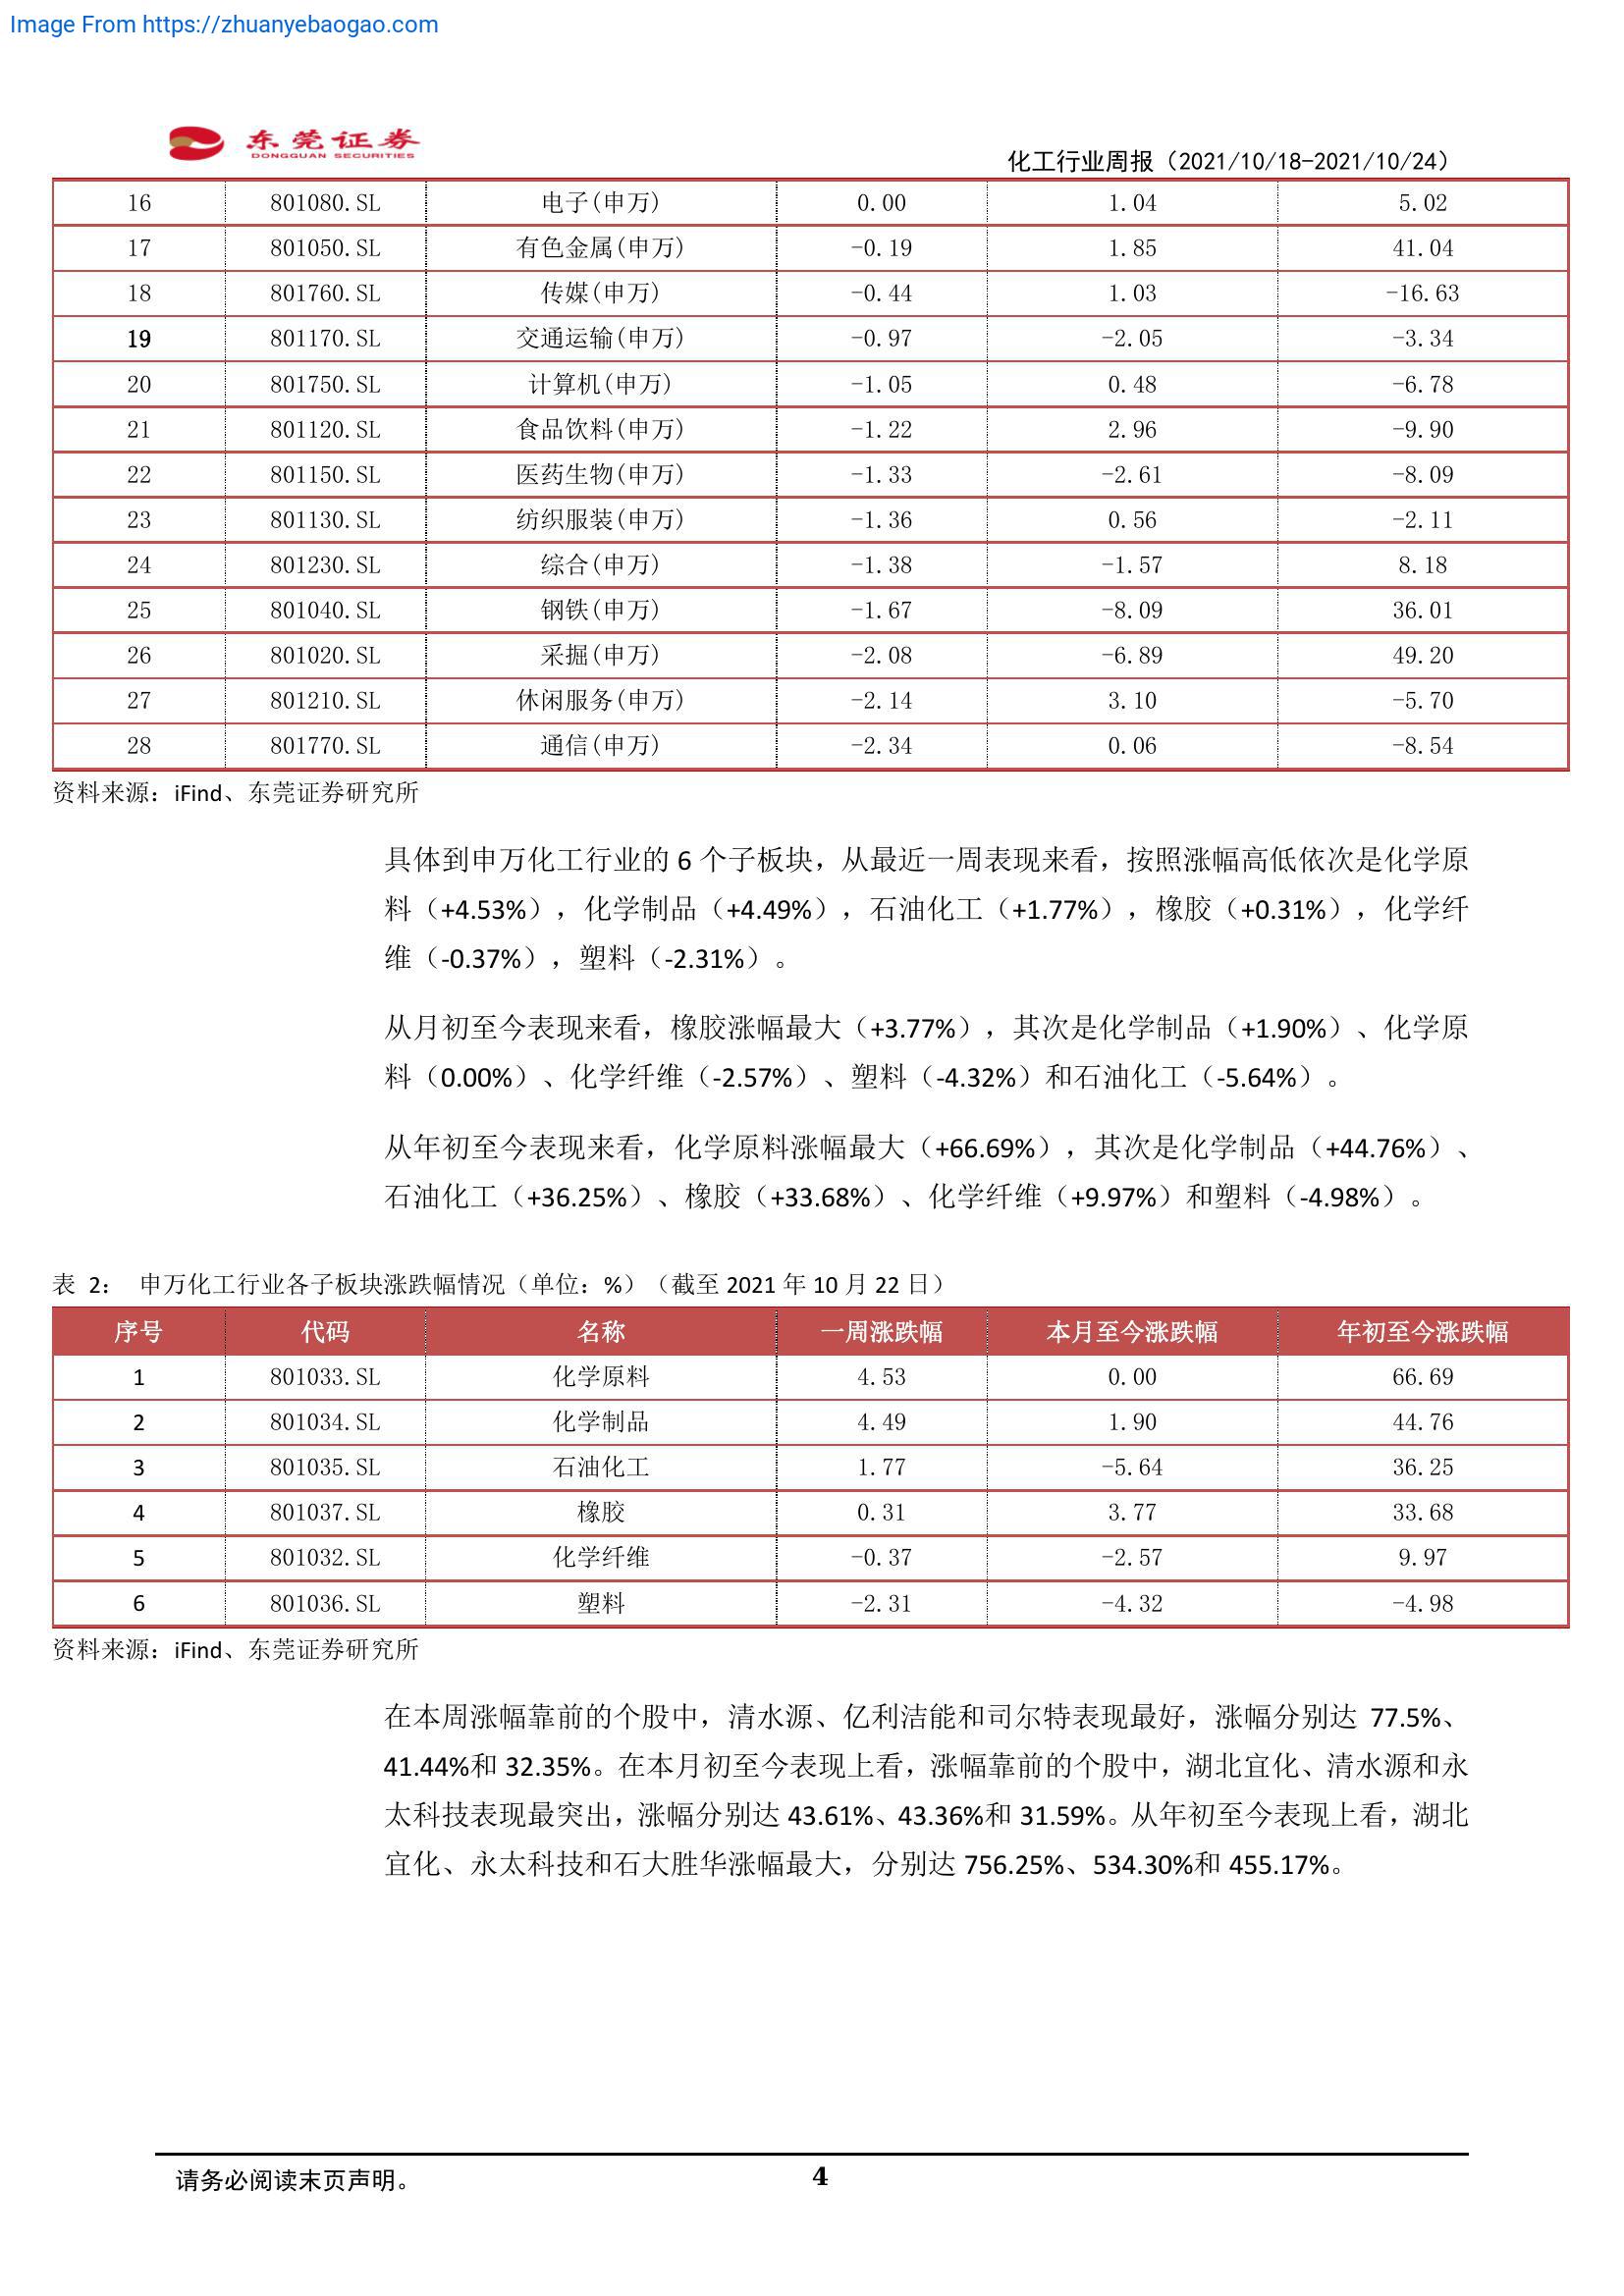 Image From https://zhuanyebaogao.com
东莞证券
DONGGUAN SECURITIES
化工行业周报（2021/10/18-2021/10/24）
16 801080.SL 电子(申万) 0.00 1.04 5.02
17 801050.SL 有色金属(申万) -0.19 1.85 41.04
18 801760.SL 传媒(申万) -0.44 1.03 -16.63
19 801170.SL 交通运输(申万) -0.97 -2.05 -3.34
20 801750.SL 计算机(申万) -1.05 0.48 -6.78
21 801120.SL 食品饮料(申万) -1.22 2.96 -9.90
22 801150.SL 医药生物(申万) -1.33 -2.61 -8.09
23 801130.SL 纺织服装(申万) -1.36 0.56 -2.11
24 801230.SL 综合(申万) -1.38 -1.57 8.18
25 801040.SL 钢铁(申万) -1.67 -8.09 36.01
26 801020.SL 采掘(申万) -2.08 -6.89 49.20
27 801210.SL 休闲服务(申万) -2.14 3.10 -5.70
28 801770.SL 通信(申万) -2.34 0.06 -8.54
资料来源：iFind、东莞证券研究所
具体到申万化工行业的 6 个子板块，从最近一周表现来看，按照涨幅高低依次是化学原
料（+4.53%），化学制品（+4.49%），石油化工（+1.77%），橡胶（+0.31%），化学纤
维（-0.37%），塑料（-2.31%）。
从月初至今表现来看，橡胶涨幅最大（+3.77%），其次是化学制品（+1.90%）、化学原
料（0.00%）、化学纤维（-2.57%）、塑料（-4.32%）和石油化工（-5.64%）。
从年初至今表现来看，化学原料涨幅最大（+66.69%），其次是化学制品（+44.76%）、
石油化工（+36.25%）、橡胶（+33.68%）、化学纤维（+9.97%）和塑料（-4.98%）。
表 2： 申万化工行业各子板块涨跌幅情况（单位：%）（截至 2021 年 10 月 22 日）
序号 代码 名称 一周涨跌幅 本月至今涨跌幅 年初至今涨跌幅
1 801033.SL 化学原料 4.53 0.00 66.69
2 801034.SL 化学制品 4.49 1.90 44.76
3 801035.SL 石油化工 1.77 -5.64 36.25
4 801037.SL 橡胶 0.31 3.77 33.68
5 801032.SL 化学纤维 -0.37 -2.57 9.97
6 801036.SL 塑料 -2.31 -4.32 -4.98
资料来源：iFind、东莞证券研究所
在本周涨幅靠前的个股中，清水源、亿利洁能和司尔特表现最好，涨幅分别达 77.5%、
41.44%和 32.35%。在本月初至今表现上看，涨幅靠前的个股中，湖北宜化、清水源和永
太科技表现最突出，涨幅分别达 43.61%、43.36%和 31.59%。从年初至今表现上看，湖北
宜化、永太科技和石大胜华涨幅最大，分别达 756.25%、534.30%和 455.17%。
请务必阅读末页声明。
4